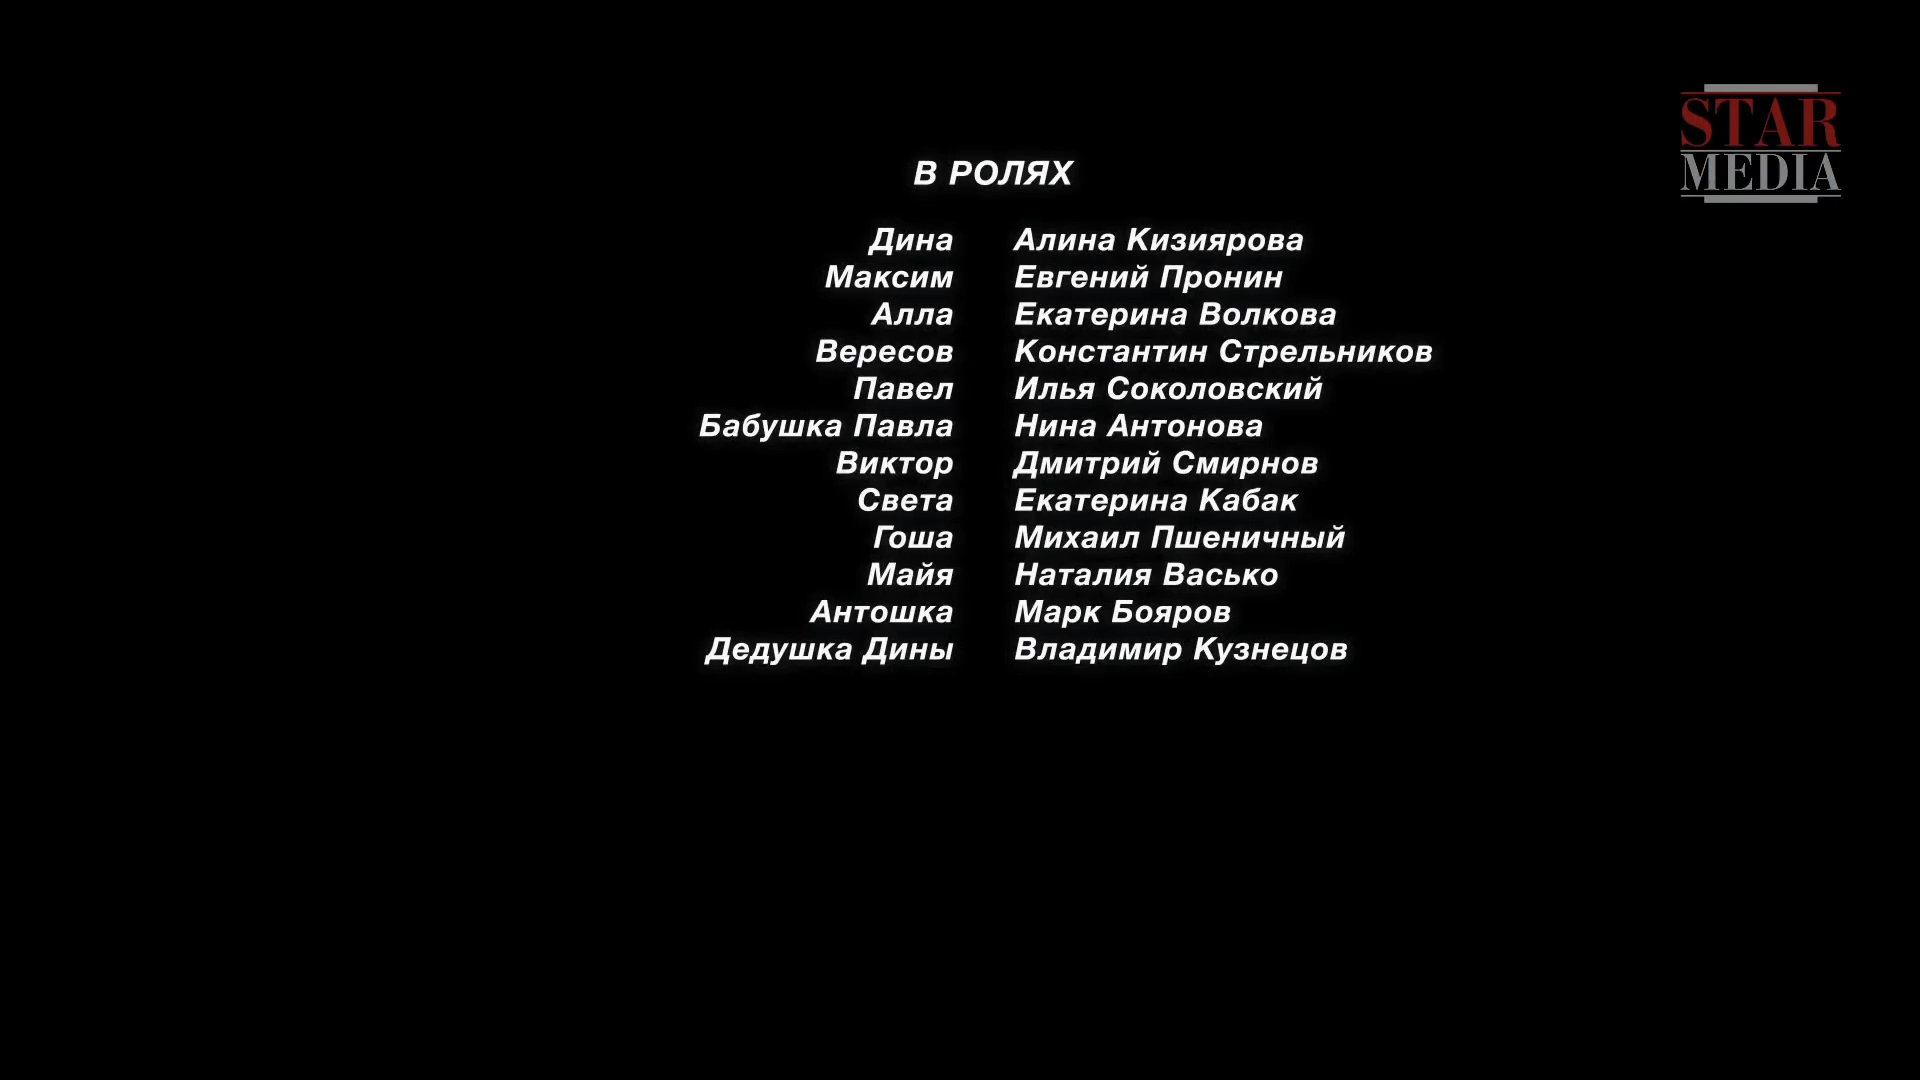 STAR
MEDIA
В РОЛЯХ
Дина Алина Кизиярова
Максим Евгений Пронин
Алла Екатерина Волкова
Вересов Константин Стрельников
Павел Илья Соколовский
Бабушка Павла Нина Антонова
Виктор Дмитрий Смирнов
Света Екатерина Кабак
Гоша Михаил Пшеничный
Майя Наталия Васько
Антошка Марк Бояров
Дедушка Дины Владимир Кузнецов